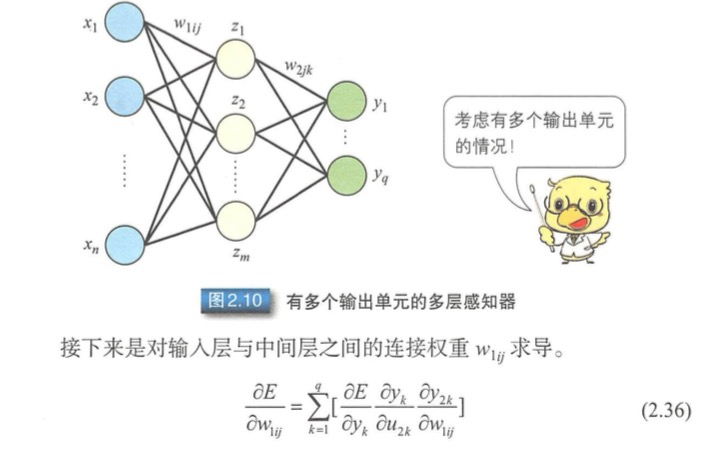 x₁ w₁ᵢⱼ z₁
w₂ⱼₖ
x₂ z₂ y₁
考虑有多个输出单元
的情况！
y_q
xₙ
z_m
图2.10 有多个输出单元的多层感知器
接下来是对输入层与中间层之间的连接权重 w₁ᵢⱼ 求导。
∂E/∂w₁ᵢⱼ = ∑_{k=1}^{q} [ ∂E/∂yₖ ∂yₖ/∂u₂ₖ ∂y₂ₖ/∂w₁ᵢⱼ ] (2.36)